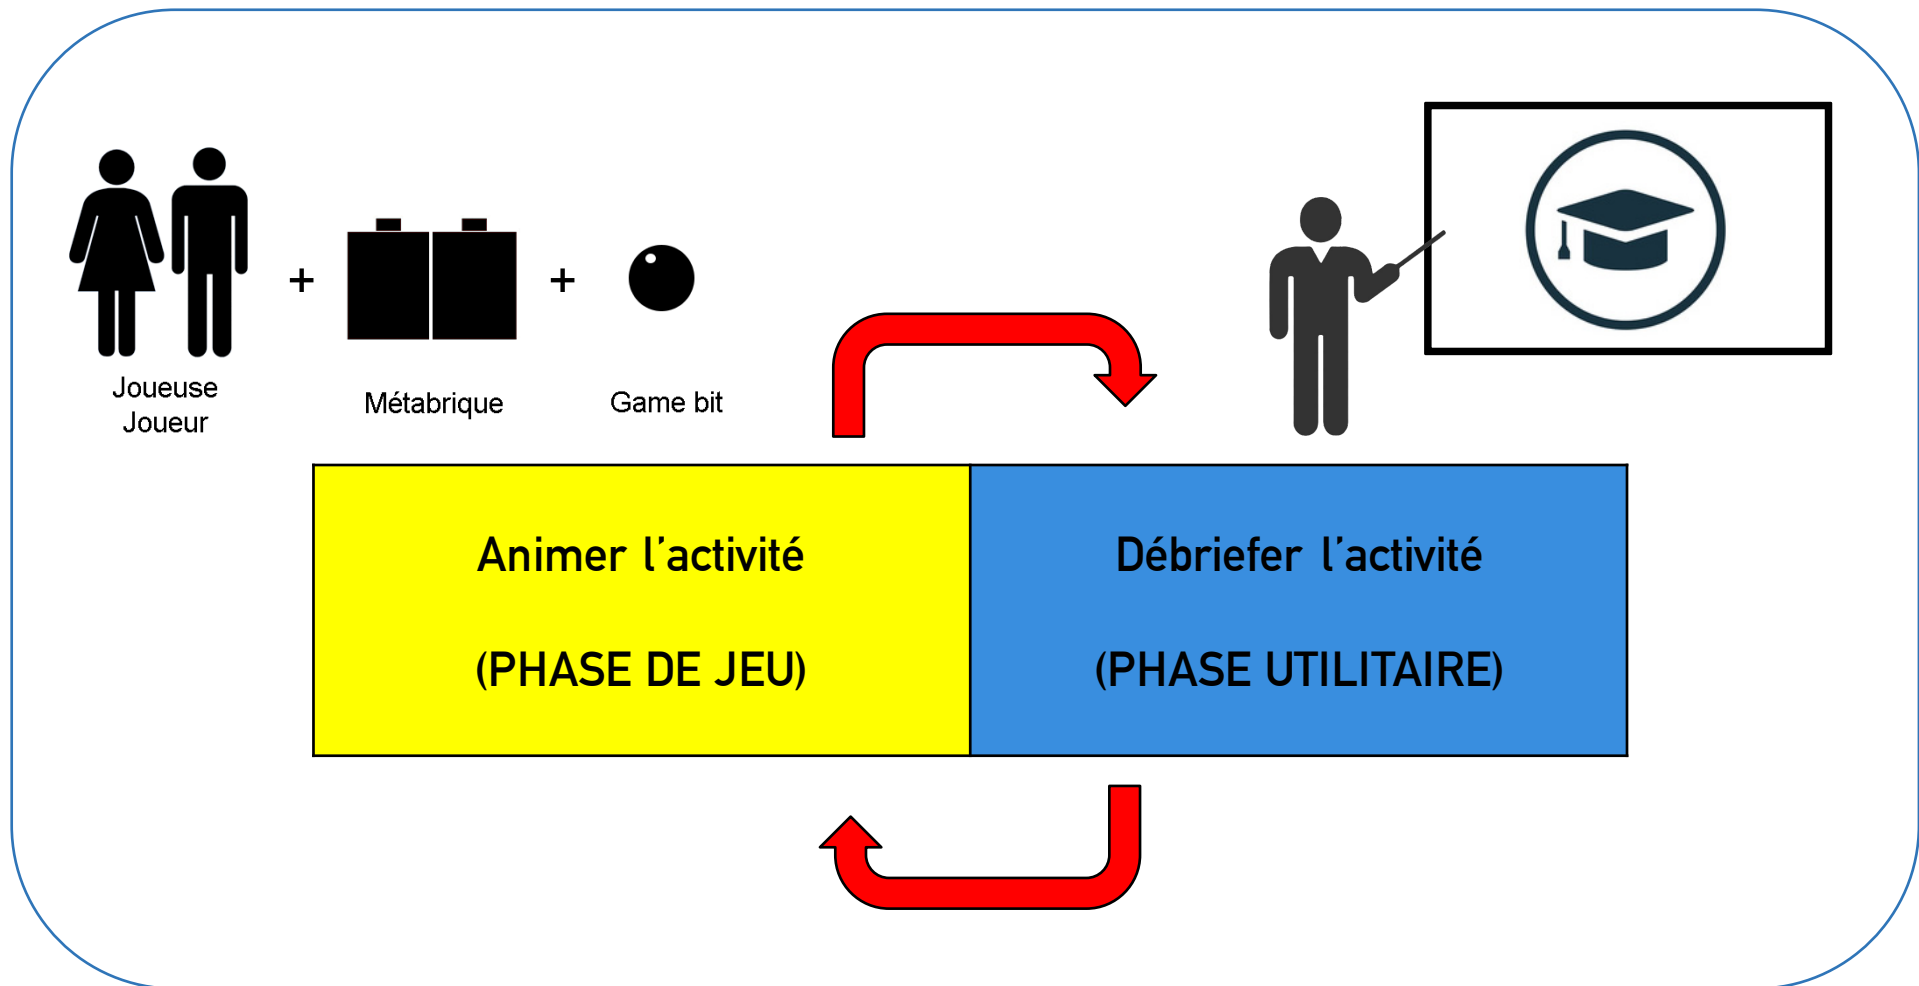 Joueuse
Joueur
+
Métabrique
+
Game bit
Animer l'activité
(PHASE DE JEU)
Débriefer l'activité
(PHASE UTILITAIRE)